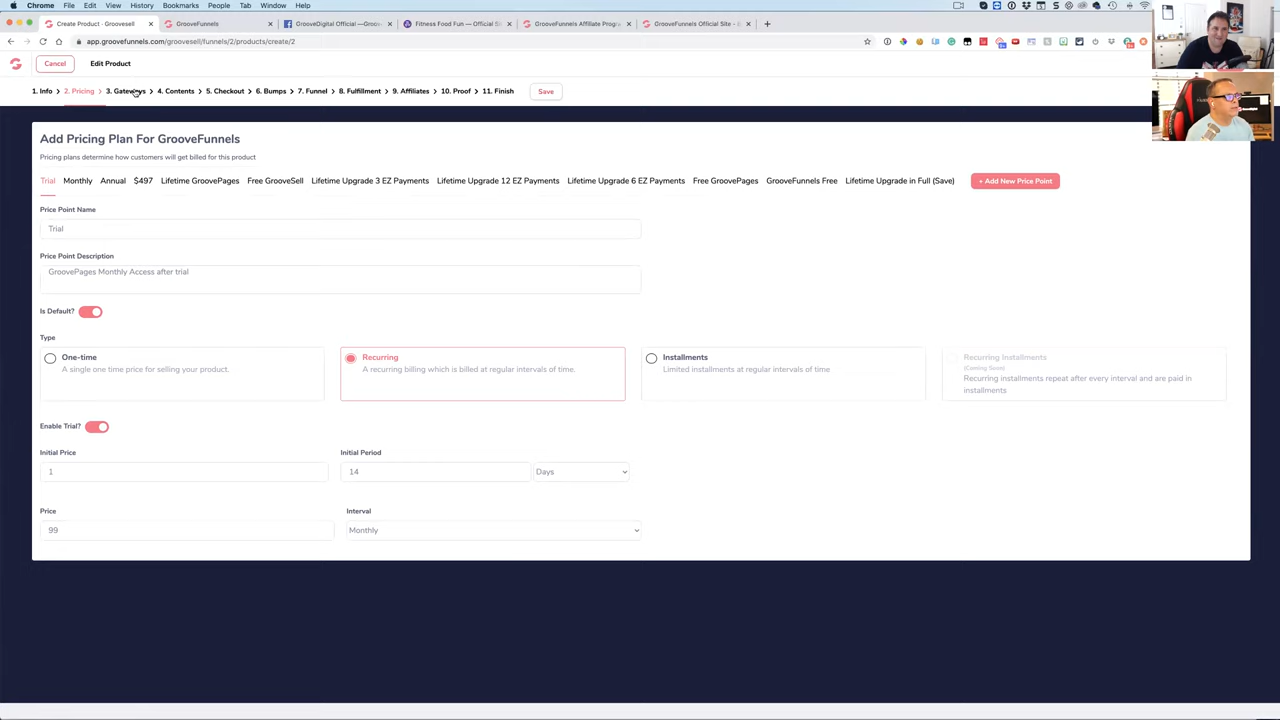 Chrome File Edit View History Bookmarks People Tab Window Help
Create Product - Groovesell GrooveFunnels GrooveDigital Official —Groov Fitness Food Fun — Official Si GrooveFunnels Affiliate Progr GrooveFunnels Official Site - B
app.groovefunnels.com/groovesell/funnels/2/products/create/2
Cancel Edit Product
1. Info 2. Pricing 3. Gateways 4. Contents 5. Checkout 6. Bumps 7. Funnel 8. Fulfillment 9. Affiliates 10. Proof 11. Finish Save
Add Pricing Plan For GrooveFunnels
Pricing plans determine how customers will get billed for this product
Trial Monthly Annual $497 Lifetime GroovePages Free GrooveSell Lifetime Upgrade 3 EZ Payments Lifetime Upgrade 12 EZ Payments Lifetime Upgrade 6 EZ Payments Free GroovePages GrooveFunnels Free Lifetime Upgrade in Full (Save) + Add New Price Point
Price Point Name
Trial
Price Point Description
GroovePages Monthly Access after trial
Is Default?
Type
One-time
A single one time price for selling your product.
Recurring
A recurring billing which is billed at regular intervals of time.
Installments
Limited installments at regular intervals of time
Recurring Installments
(Coming Soon)
Recurring installments repeat after every interval and are paid in
installments
Enable Trial?
Initial Price Initial Period
1 14 Days
Price Interval
99 Monthly